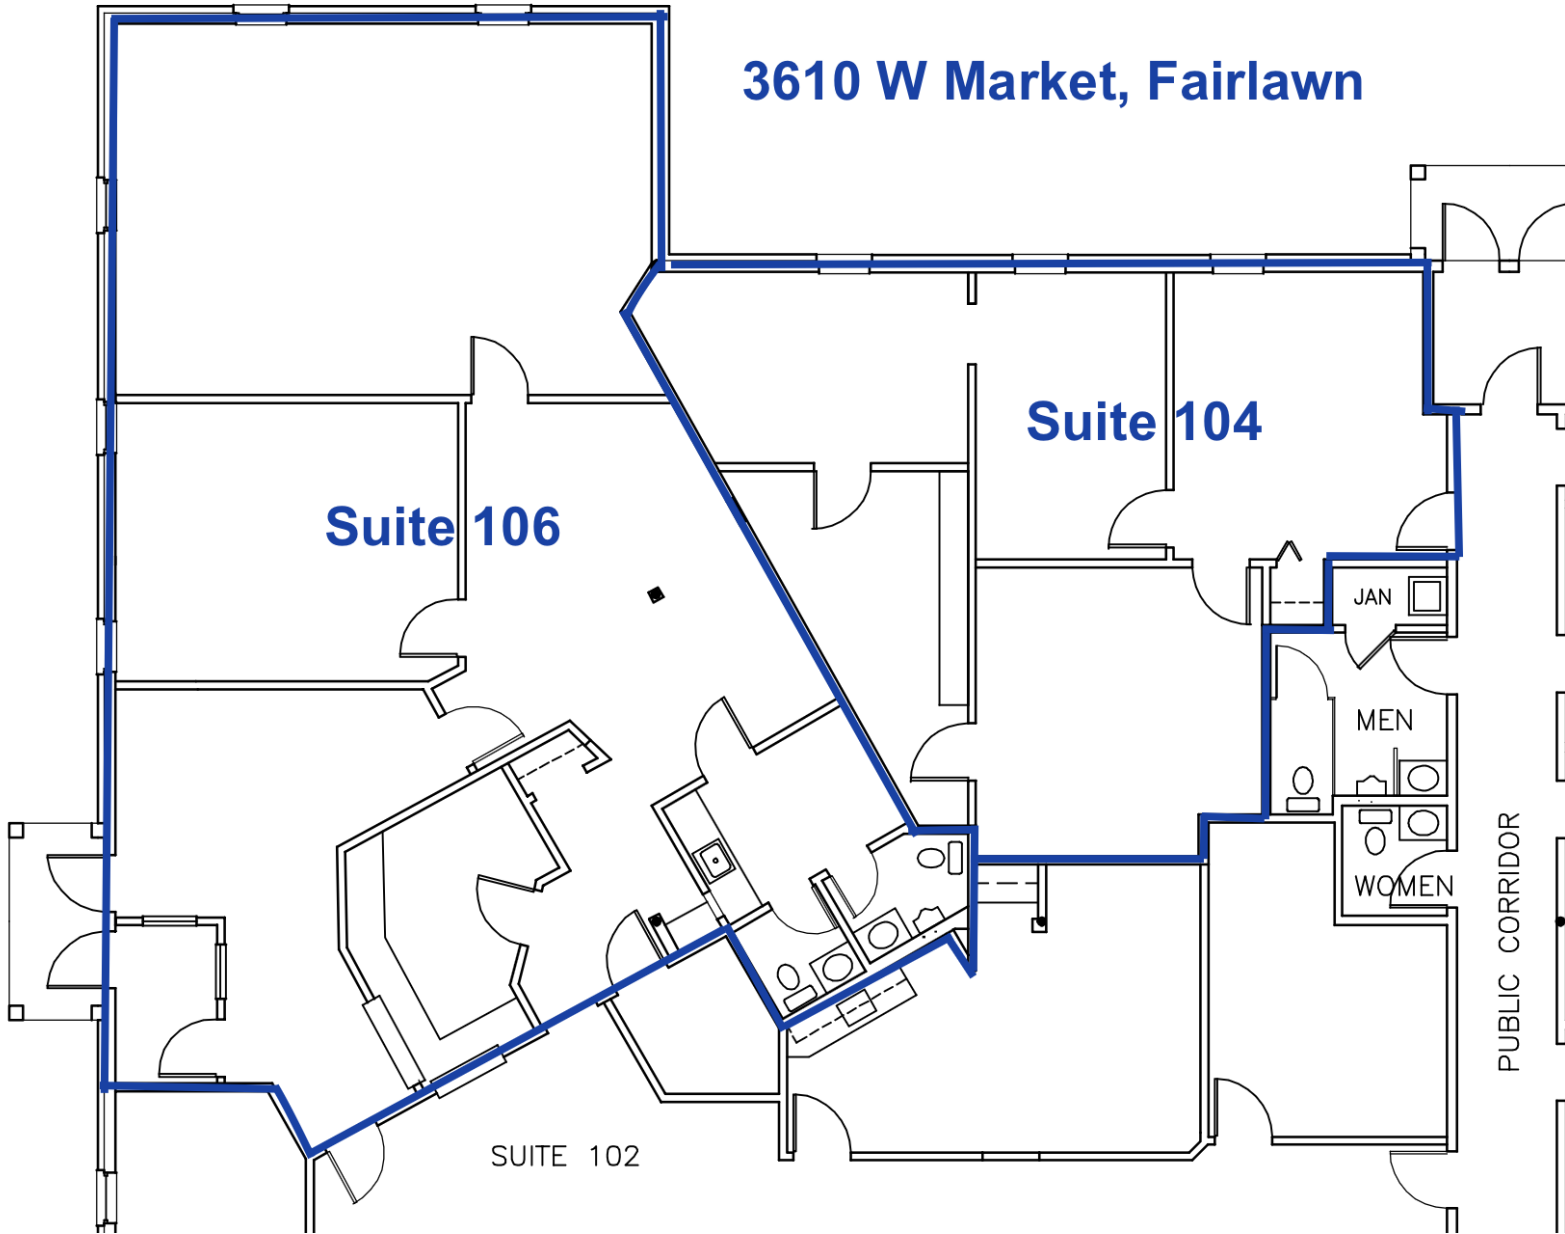 3610 W Market, Fairlawn
Suite 104
Suite 106
JAN
MEN
WOMEN
PUBLIC CORRIDOR
SUITE 102